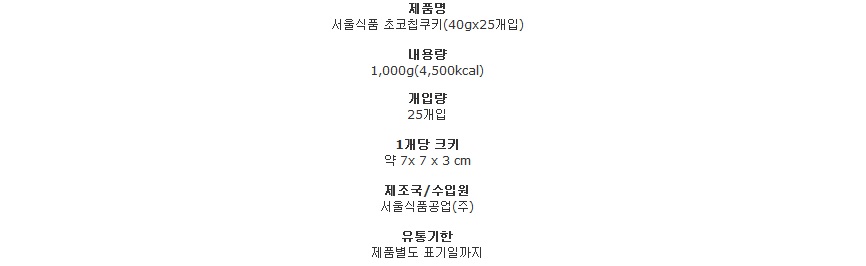 제품명
서울식품 초코칩쿠키(40gx25개입)
내용량
1,000g(4,500kcal)
개입량
25개입
1개당 크키
약 7x 7 x 3 cm
제조국/수입원
서울식품공업(주)
유통기한
제품별도 표기일까지